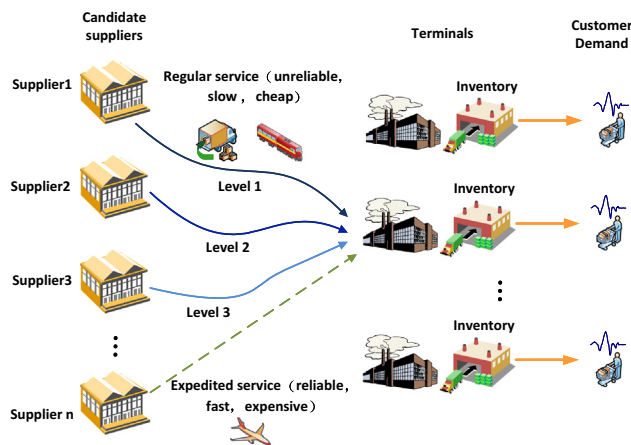 Candidate
suppliers
Terminals
Customer
Demand
Supplier1
Regular service（unreliable,
slow ，cheap）
Inventory
Level 1
Supplier2
Inventory
Level 2
Supplier3
Level 3
Inventory
Expedited service（reliable,
fast，expensive）
Supplier n